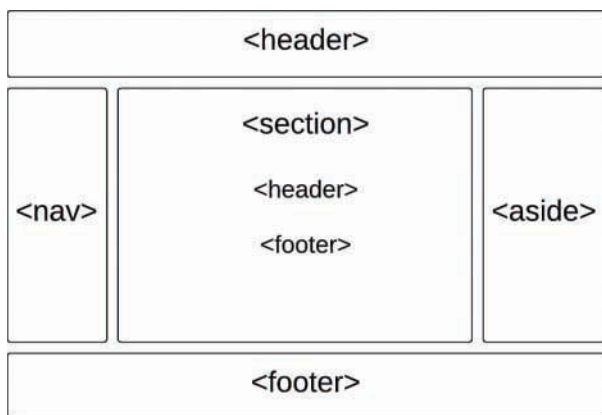 <header>
<section>
<header>
<nav>
<aside>
<footer>
<footer>